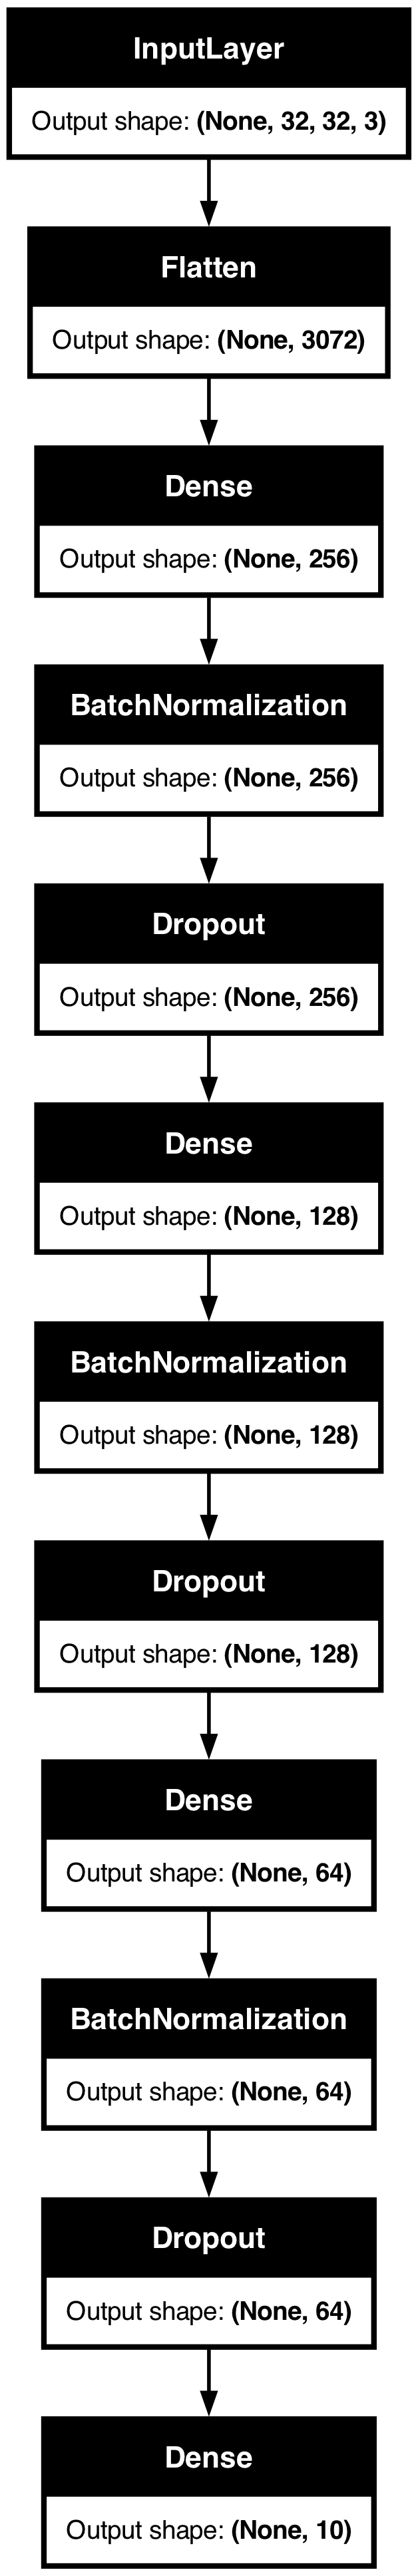 InputLayer
Output shape: (None, 32, 32, 3)
Flatten
Output shape: (None, 3072)
Dense
Output shape: (None, 256)
BatchNormalization
Output shape: (None, 256)
Dropout
Output shape: (None, 256)
Dense
Output shape: (None, 128)
BatchNormalization
Output shape: (None, 128)
Dropout
Output shape: (None, 128)
Dense
Output shape: (None, 64)
BatchNormalization
Output shape: (None, 64)
Dropout
Output shape: (None, 64)
Dense
Output shape: (None, 10)